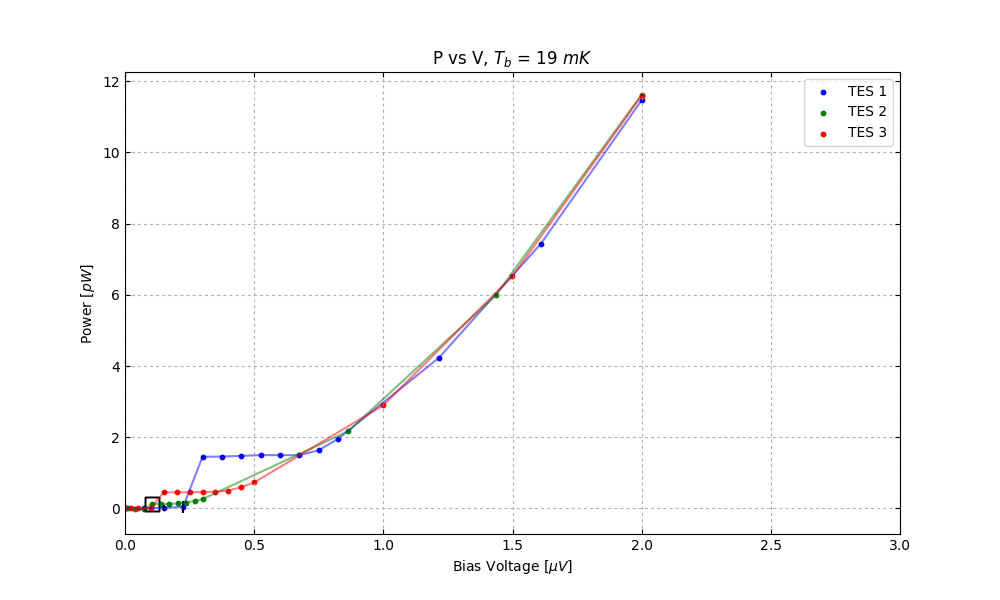 P vs V, T_b = 19 mK
Power [pW]
12
10
8
6
4
2
0
0.0 0.5 1.0 1.5 2.0 2.5 3.0
Bias Voltage [μV]
TES 1
TES 2
TES 3